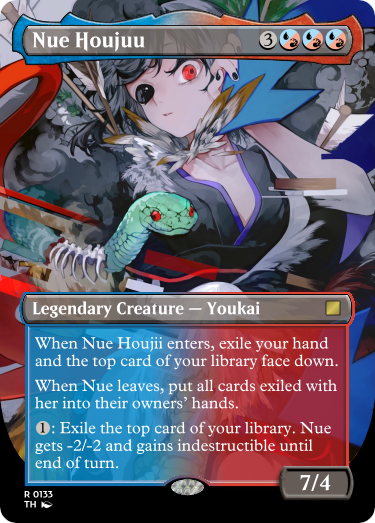 Nue Houjuu 3
Legendary Creature — Youkai
When Nue Houjii enters, exile your hand
and the top card of your library face down.
When Nue leaves, put all cards exiled with
her into their owners' hands.
1: Exile the top card of your library. Nue
gets -2/-2 and gains indestructible until
end of turn.
7/4
R 0133
TH